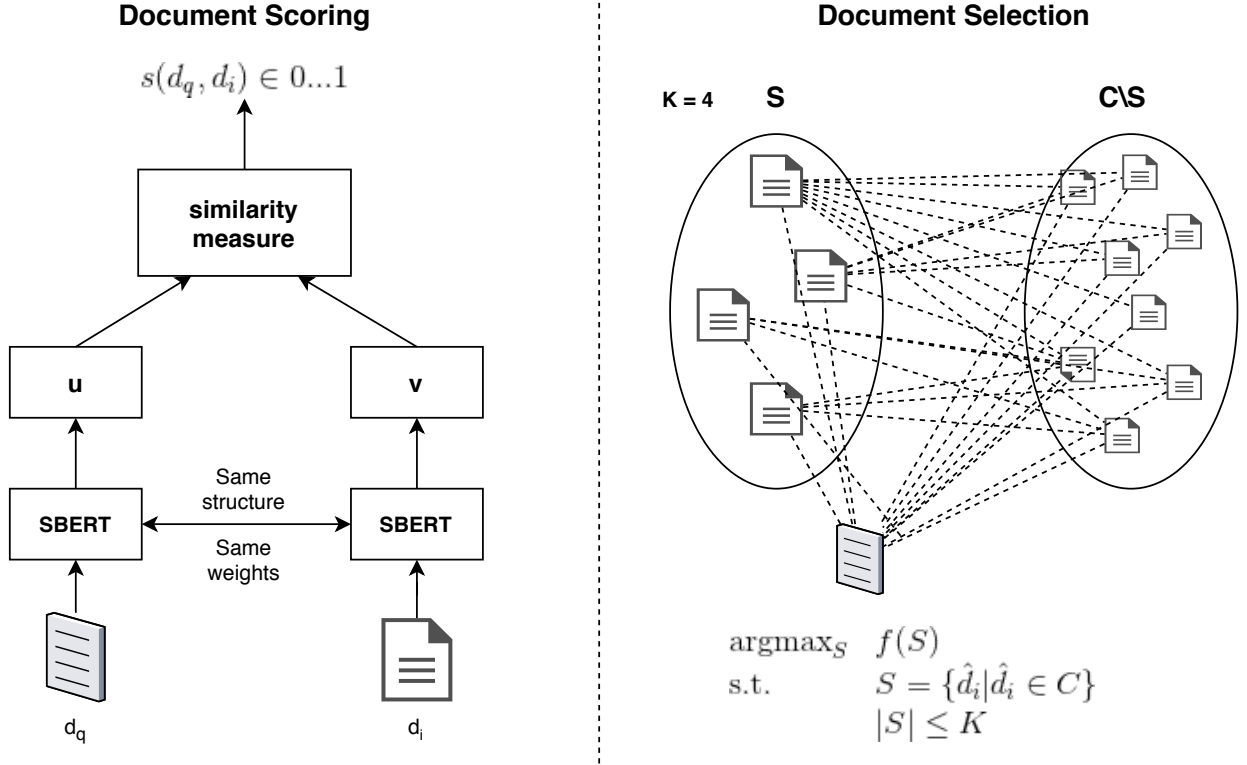 Document Scoring
s(d_q, d_i) ∈ 0...1
similarity
measure
u
v
SBERT
Same
structure
Same
weights
SBERT
d_q
d_i
Document Selection
K = 4
S
C\S
argmax_S f(S)
s.t. S = {d̂_i|d̂_i ∈ C}
|S| ≤ K